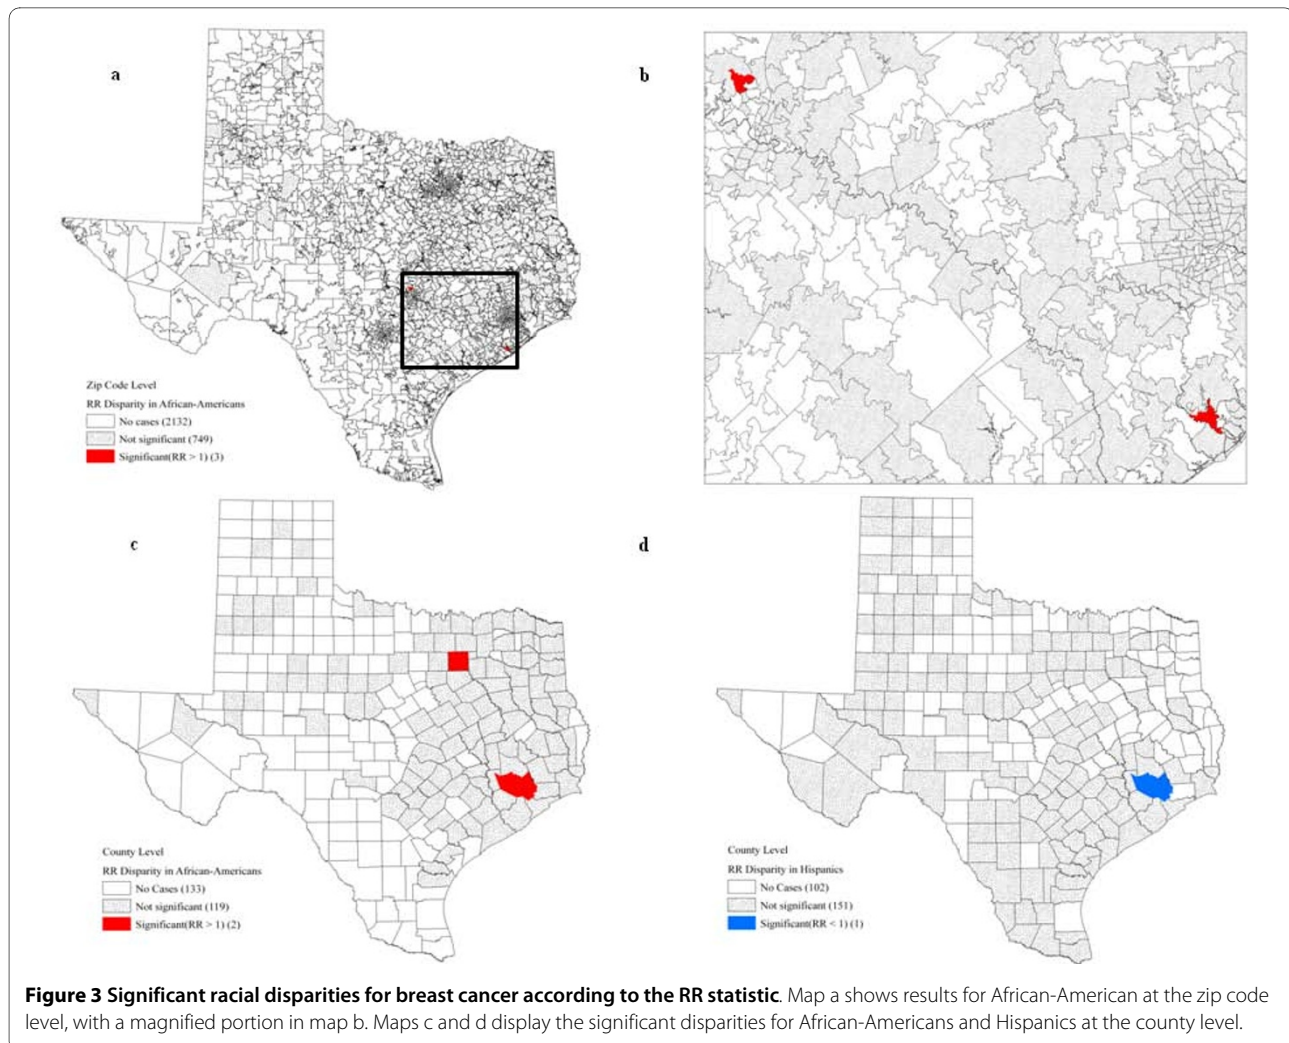 a
b
Zip Code Level
RR Disparity in African-Americans
No cases (2132)
Not significant (749)
Significant(RR > 1) (3)
c
d
County Level
RR Disparity in African-Americans
No Cases (133)
Not significant (119)
Significant(RR > 1) (2)
County Level
RR Disparity in Hispanics
No Cases (102)
Not significant (151)
Significant(RR < 1) (1)
Figure 3 Significant racial disparities for breast cancer according to the RR statistic. Map a shows results for African-American at the zip code
level, with a magnified portion in map b. Maps c and d display the significant disparities for African-Americans and Hispanics at the county level.